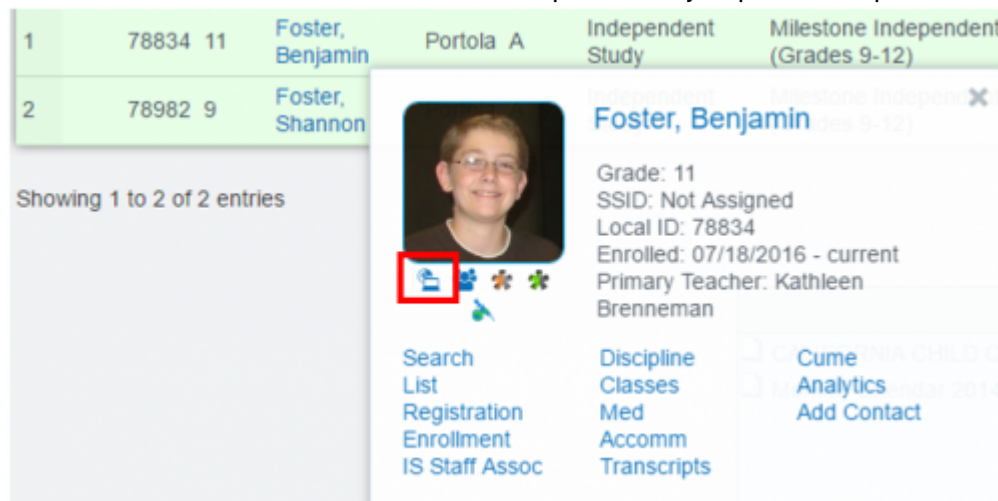 1 78834 11 Foster, Benjamin Portola A Independent Study Milestone Independent (Grades 9-12)
2 78982 9 Foster, Shannon
Showing 1 to 2 of 2 entries
Foster, Benjamin
Grade: 11
SSID: Not Assigned
Local ID: 78834
Enrolled: 07/18/2016 - current
Primary Teacher: Kathleen
Brenneman
Search Discipline Cume
List Classes Analytics
Registration Med Add Contact
Enrollment Accomm
IS Staff Assoc Transcripts